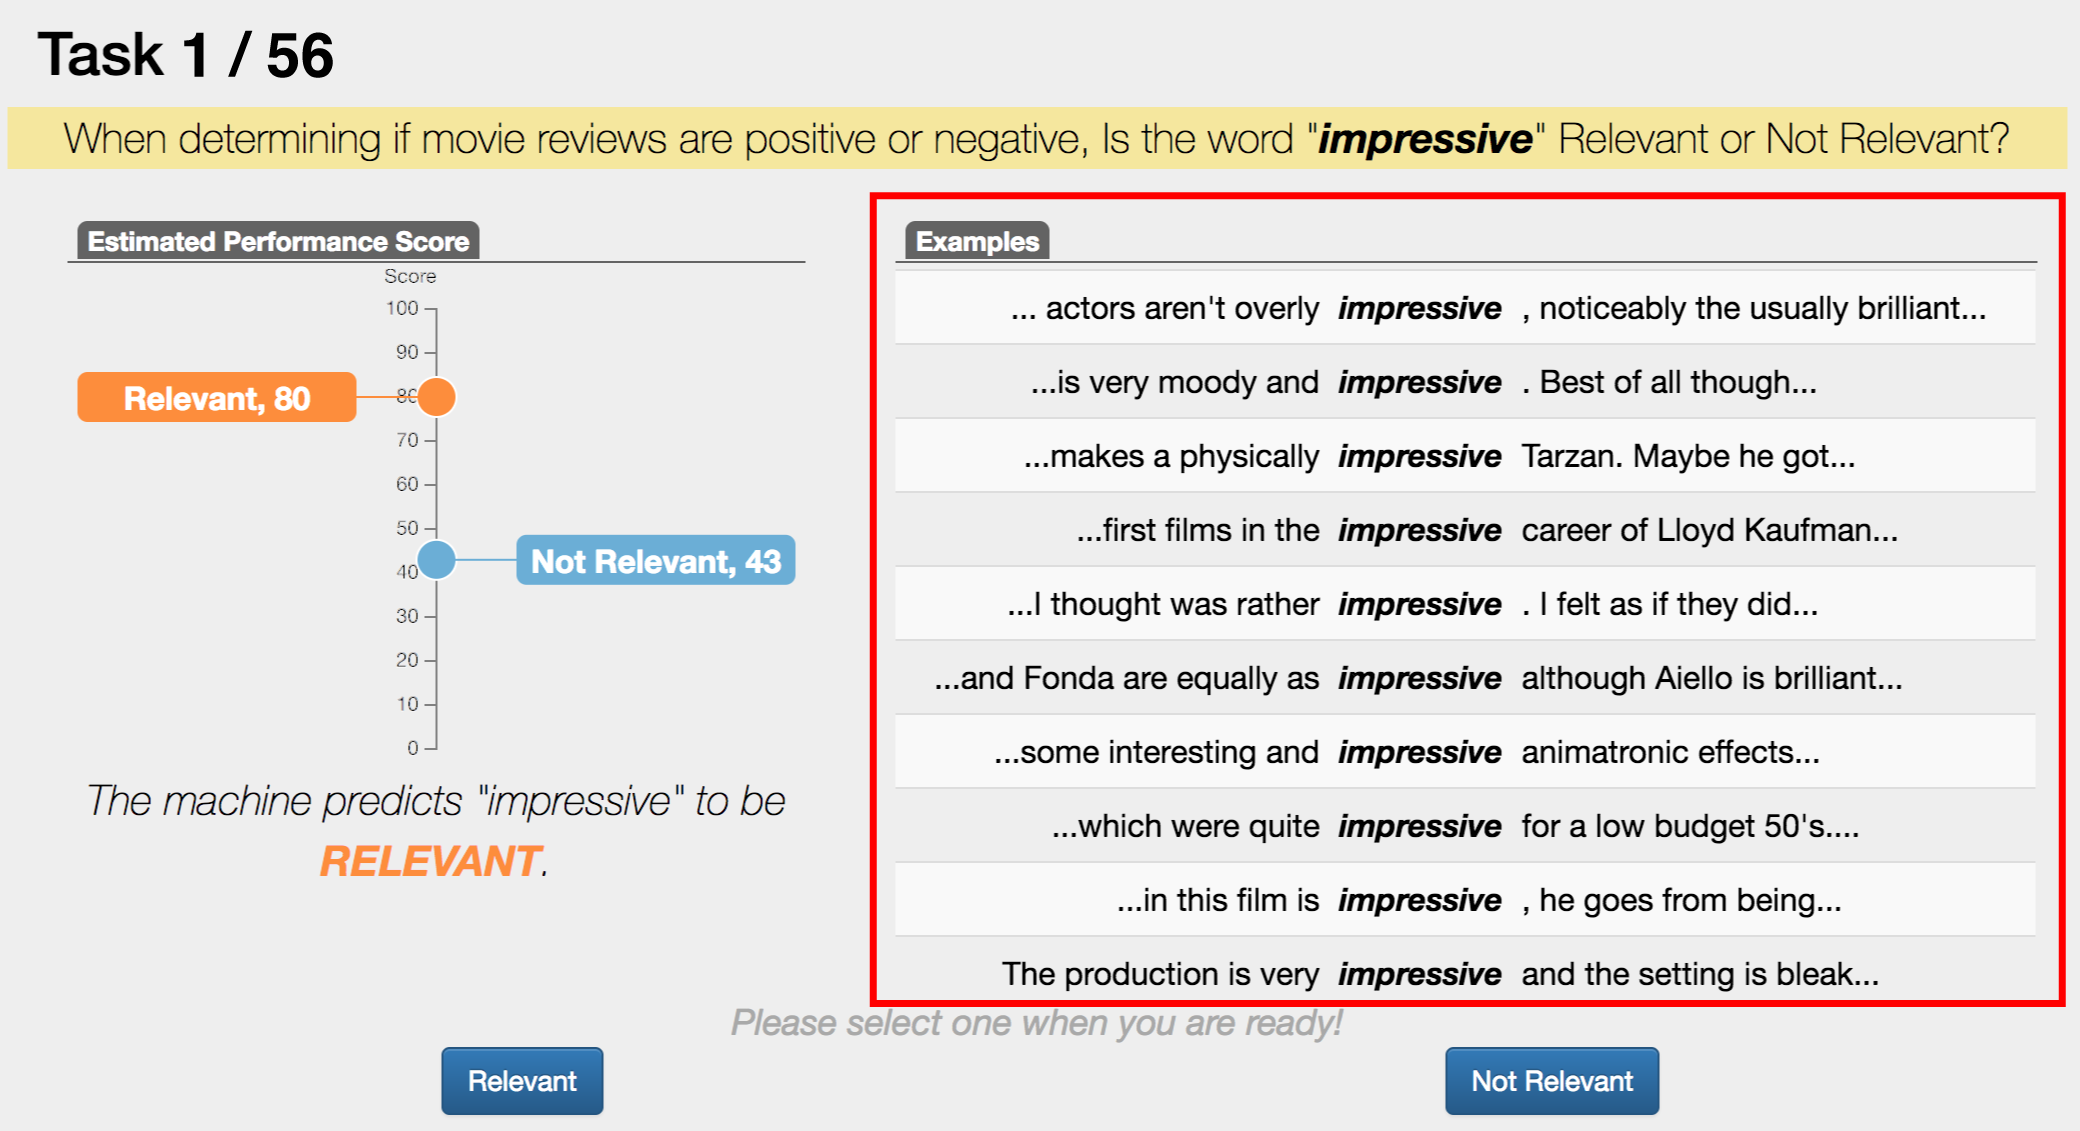 Task 1 / 56
When determining if movie reviews are positive or negative, Is the word "impressive" Relevant or Not Relevant?
Estimated Performance Score
Score
100
90
Relevant, 80
80
70
60
50
Not Relevant, 43
40
30
20
10
0
The machine predicts "impressive" to be
RELEVANT.
Examples
... actors aren't overly impressive , noticeably the usually brilliant...
...is very moody and impressive . Best of all though...
...makes a physically impressive Tarzan. Maybe he got...
...first films in the impressive career of Lloyd Kaufman...
...I thought was rather impressive . I felt as if they did...
...and Fonda are equally as impressive although Aiello is brilliant...
...some interesting and impressive animatronic effects...
...which were quite impressive for a low budget 50's....
...in this film is impressive , he goes from being...
The production is very impressive and the setting is bleak...
Please select one when you are ready!
Relevant
Not Relevant